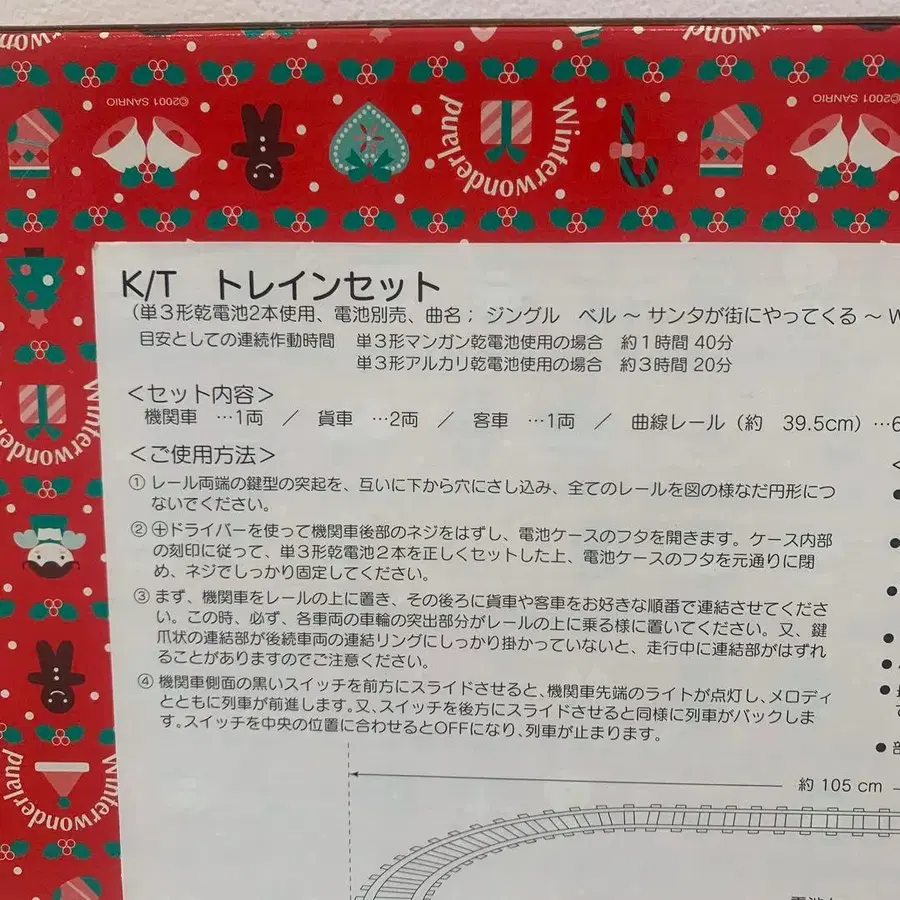 Winterwonderland
©2001 SANRIO
©2001 SANRIO
Winterwonderland
K/T トレインセット
(単3形乾電池2本使用、電池別売、曲名; ジングル ベル ~ サンタが街にやってくる ~ W
目安としての連続作動時間 単3形マンガン乾電池使用の場合 約1時間 40分
単3形アルカリ乾電池使用の場合 約3時間 20分
<セット内容>
機関車 …1両 / 貨車 …2両 / 客車 …1両 / 曲線レール(約 39.5cm)…6
<ご使用方法>
① レール両端の鍵型の突起を、互いに下から穴にさし込み、全てのレールを図の様なだ円形につ
ないでください。
② ⊕ドライバーを使って機関車後部のネジをはずし、電池ケースのフタを開きます。ケース内部
の刻印に従って、単3形乾電池2本を正しくセットした上、電池ケースのフタを元通りに閉
め、ネジでしっかり固定してください。
③ まず、機関車をレールの上に置き、その後ろに貨車や客車をお好きな順番で連結させてくださ
い。この時、必ず、各車両の車輪の突出部分がレールの上に乗る様に置いてください。又、鍵
爪状の連結部が後続車両の連結リングにしっかり掛かっていないと、走行中に連結部がはずれ
ることがありますのでご注意ください。
④ 機関車側面の黒いスイッチを前方にスライドさせると、機関車先端のライトが点灯し、メロディ
とともに列車が前進します。又、スイッチを後方にスライドさせると同様に列車がバックしま
す。スイッチを中央の位置に合わせるとOFFになり、列車が止まります。
約 105 cm
Winterwonderland
Winterwonderland